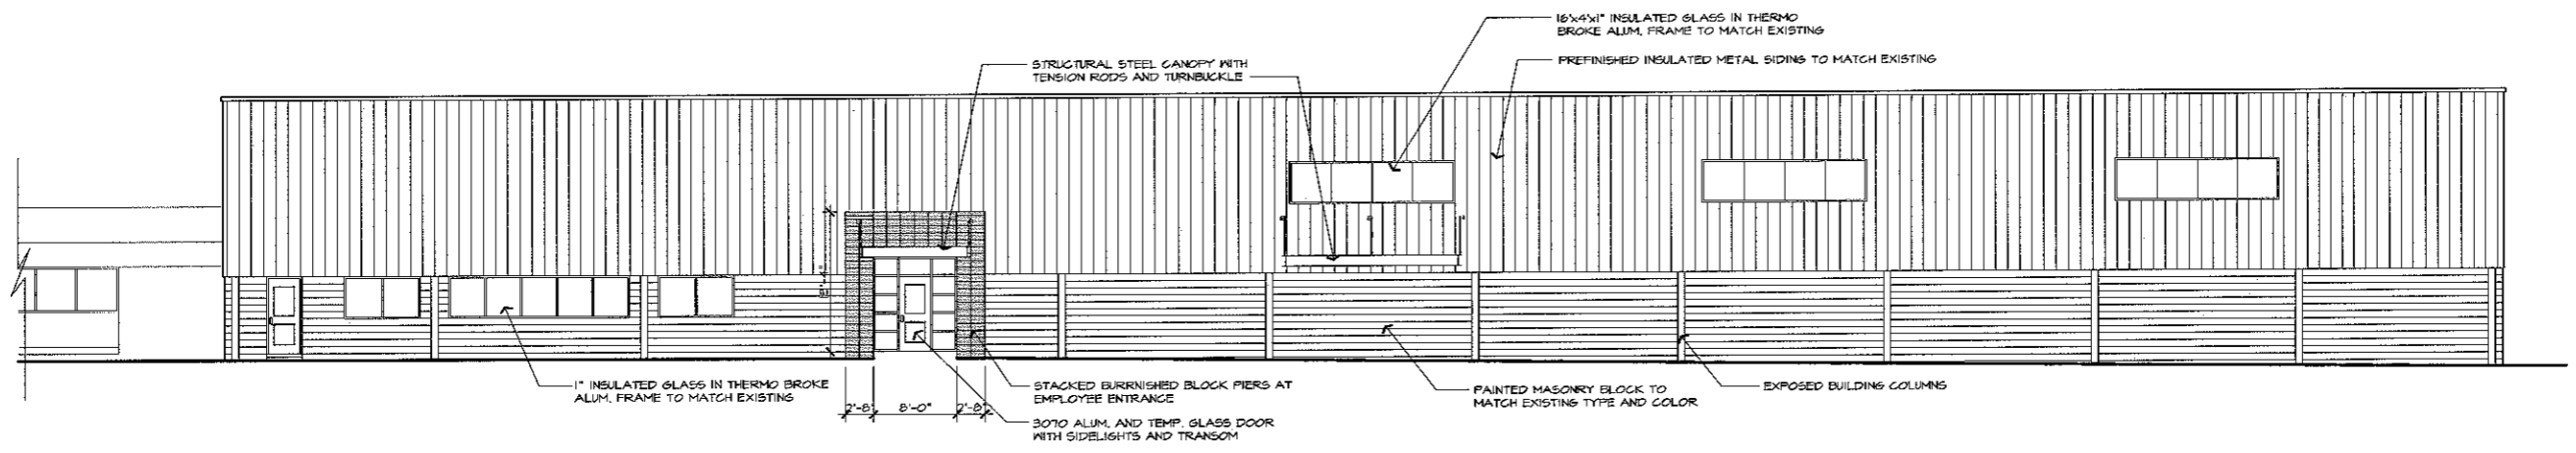 16'x4'x1" INSULATED GLASS IN THERMO
BROKE ALUM. FRAME TO MATCH EXISTING
STRUCTURAL STEEL CANOPY WITH
TENSION RODS AND TURNBUCKLE
PREFINISHED INSULATED METAL SIDING TO MATCH EXISTING
1" INSULATED GLASS IN THERMO BROKE
ALUM. FRAME TO MATCH EXISTING
2'-8"
8'-0"
2'-8"
STACKED BURRNISHED BLOCK PIERS AT
EMPLOYEE ENTRANCE
3070 ALUM. AND TEMP. GLASS DOOR
WITH SIDELIGHTS AND TRANSOM
PAINTED MASONRY BLOCK TO
MATCH EXISTING TYPE AND COLOR
EXPOSED BUILDING COLUMNS